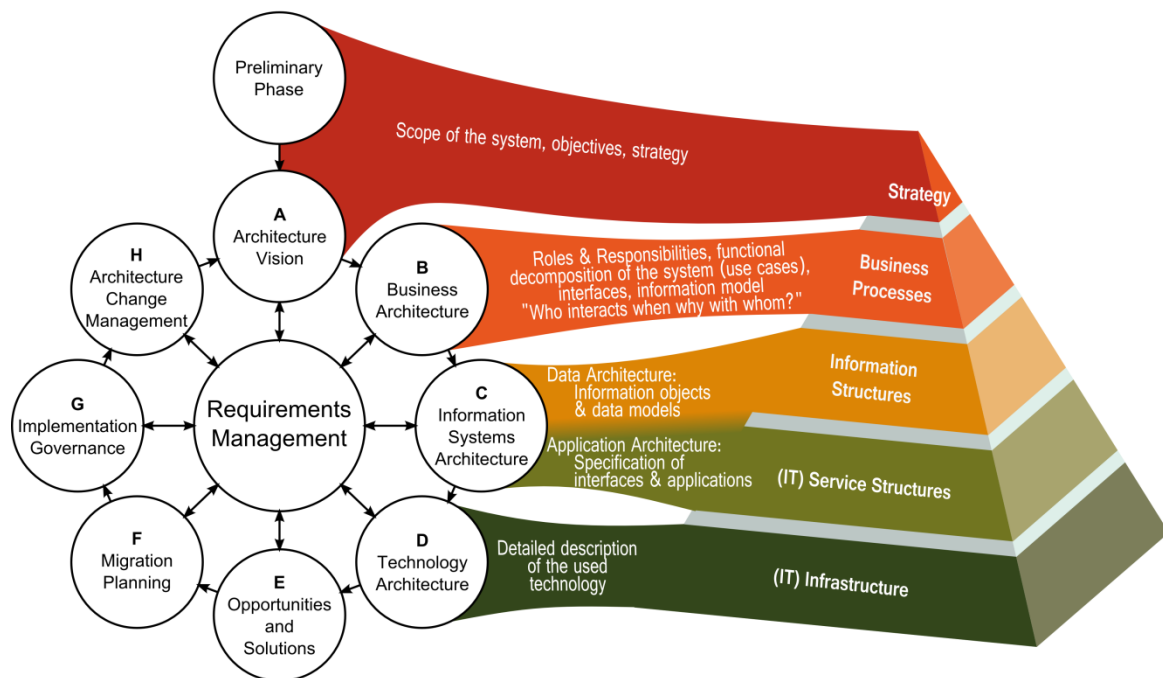 Preliminary
Phase
A
Architecture
Vision
B
Business
Architecture
C
Information
Systems
Architecture
D
Technology
Architecture
E
Opportunities
and
Solutions
F
Migration
Planning
G
Implementation
Governance
H
Architecture
Change
Management
Requirements
Management
Scope of the system, objectives, strategy
Strategy
Roles & Responsibilities, functional
decomposition of the system (use cases),
interfaces, information model
"Who interacts when why with whom?"
Business
Processes
Data Architecture:
Information objects
& data models
Information
Structures
Application Architecture:
Specification of
interfaces & applications
(IT) Service Structures
Detailed description
of the used
technology
(IT) Infrastructure